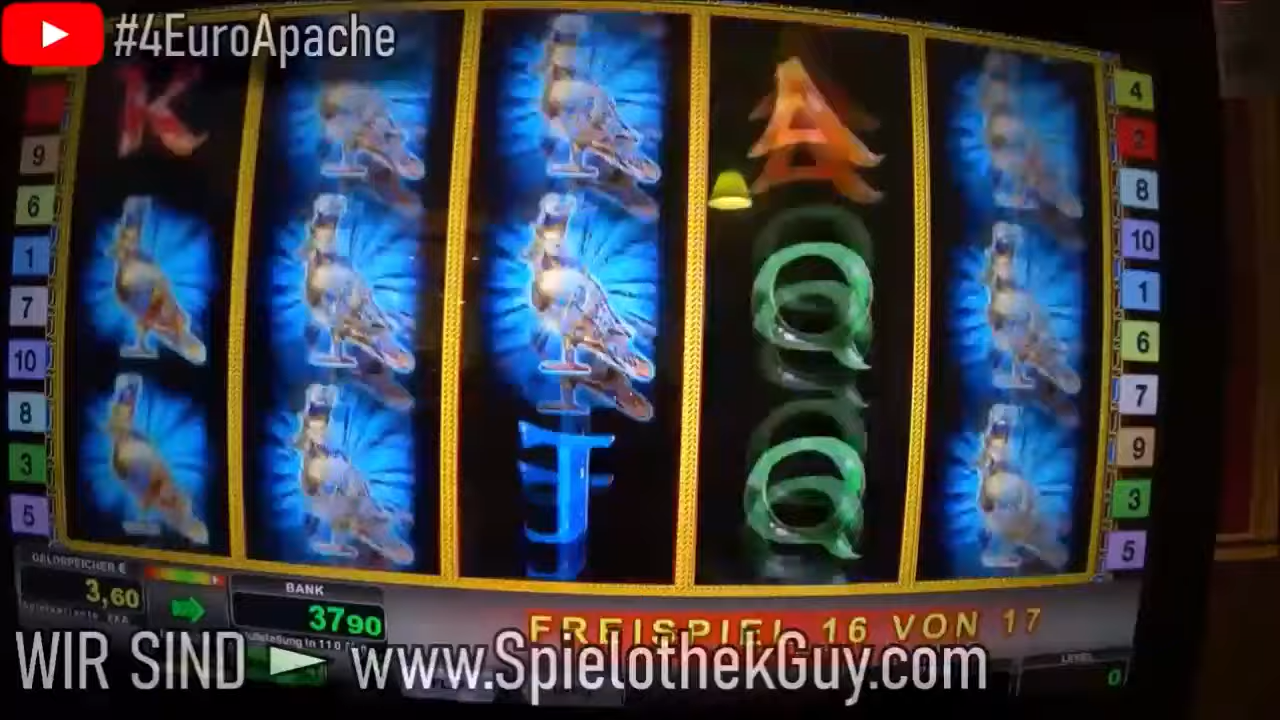 #4EuroApache
K
A
4
2
9
8
6
10
1
Q
1
7
6
10
7
8
9
3
J
Q
3
5
5
GELDSPEICHER €
3,60
BANK
3790
FREISPIEL 16 VON 17
WIR SIND ► www.SpielothekGuy.com
LEVEL
0